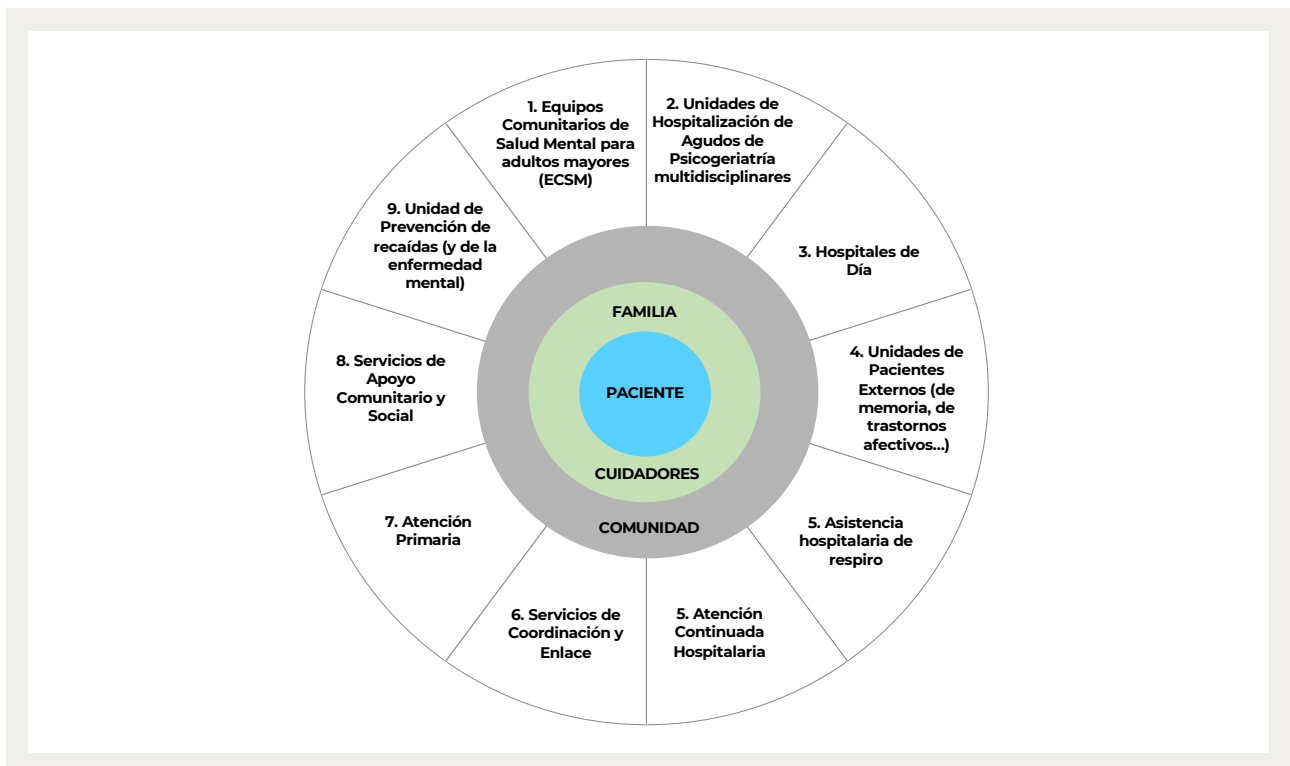 1. Equipos
Comunitarios de
Salud Mental para
adultos mayores
(ECSM)
2. Unidades de
Hospitalización de
Agudos de
Psicogeriatría
multidisciplinares
3. Hospitales de
Día
4. Unidades de
Pacientes
Externos (de
memoria, de
trastornos
afectivos...)
5. Asistencia
hospitalaria de
respiro
5. Atención
Continuada
Hospitalaria
6. Servicios de
Coordinación y
Enlace
7. Atención
Primaria
8. Servicios de
Apoyo
Comunitario y
Social
9. Unidad de
Prevención de
recaídas (y de la
enfermedad
mental)
FAMILIA
PACIENTE
CUIDADORES
COMUNIDAD